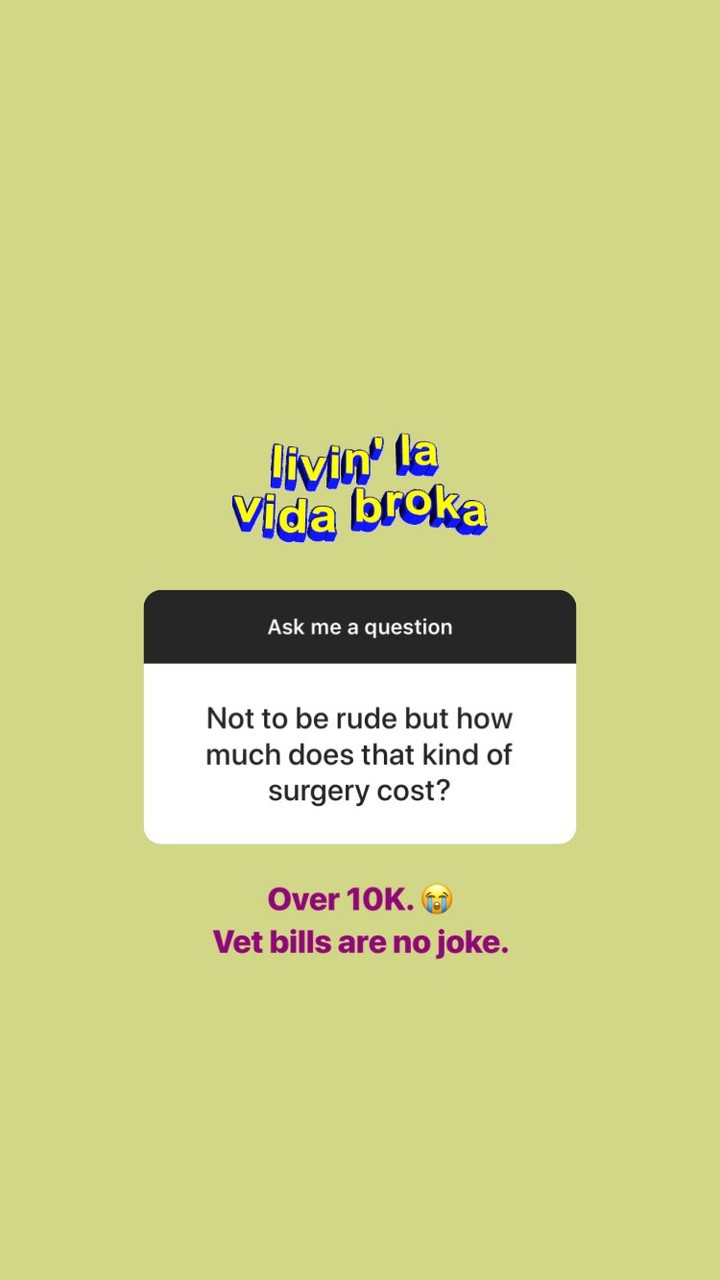 livin' la
vida broka
Ask me a question
Not to be rude but how
much does that kind of
surgery cost?
Over 10K. 😭
Vet bills are no joke.